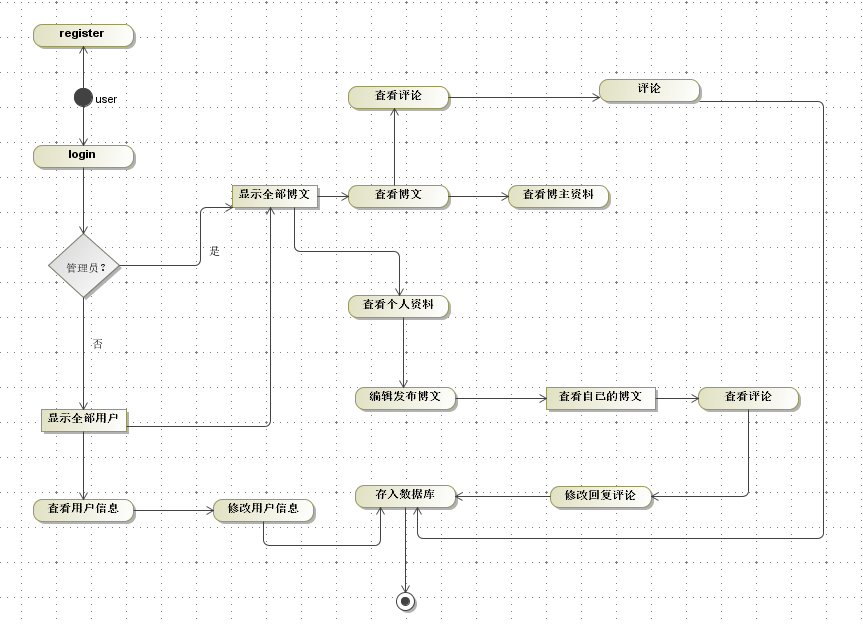 register
user
login
管理员?
是
否
显示全部博文
查看博文
查看博主资料
查看评论
评论
查看个人资料
编辑发布博文
查看自己的博文
查看评论
显示全部用户
查看用户信息
修改用户信息
存入数据库
修改回复评论